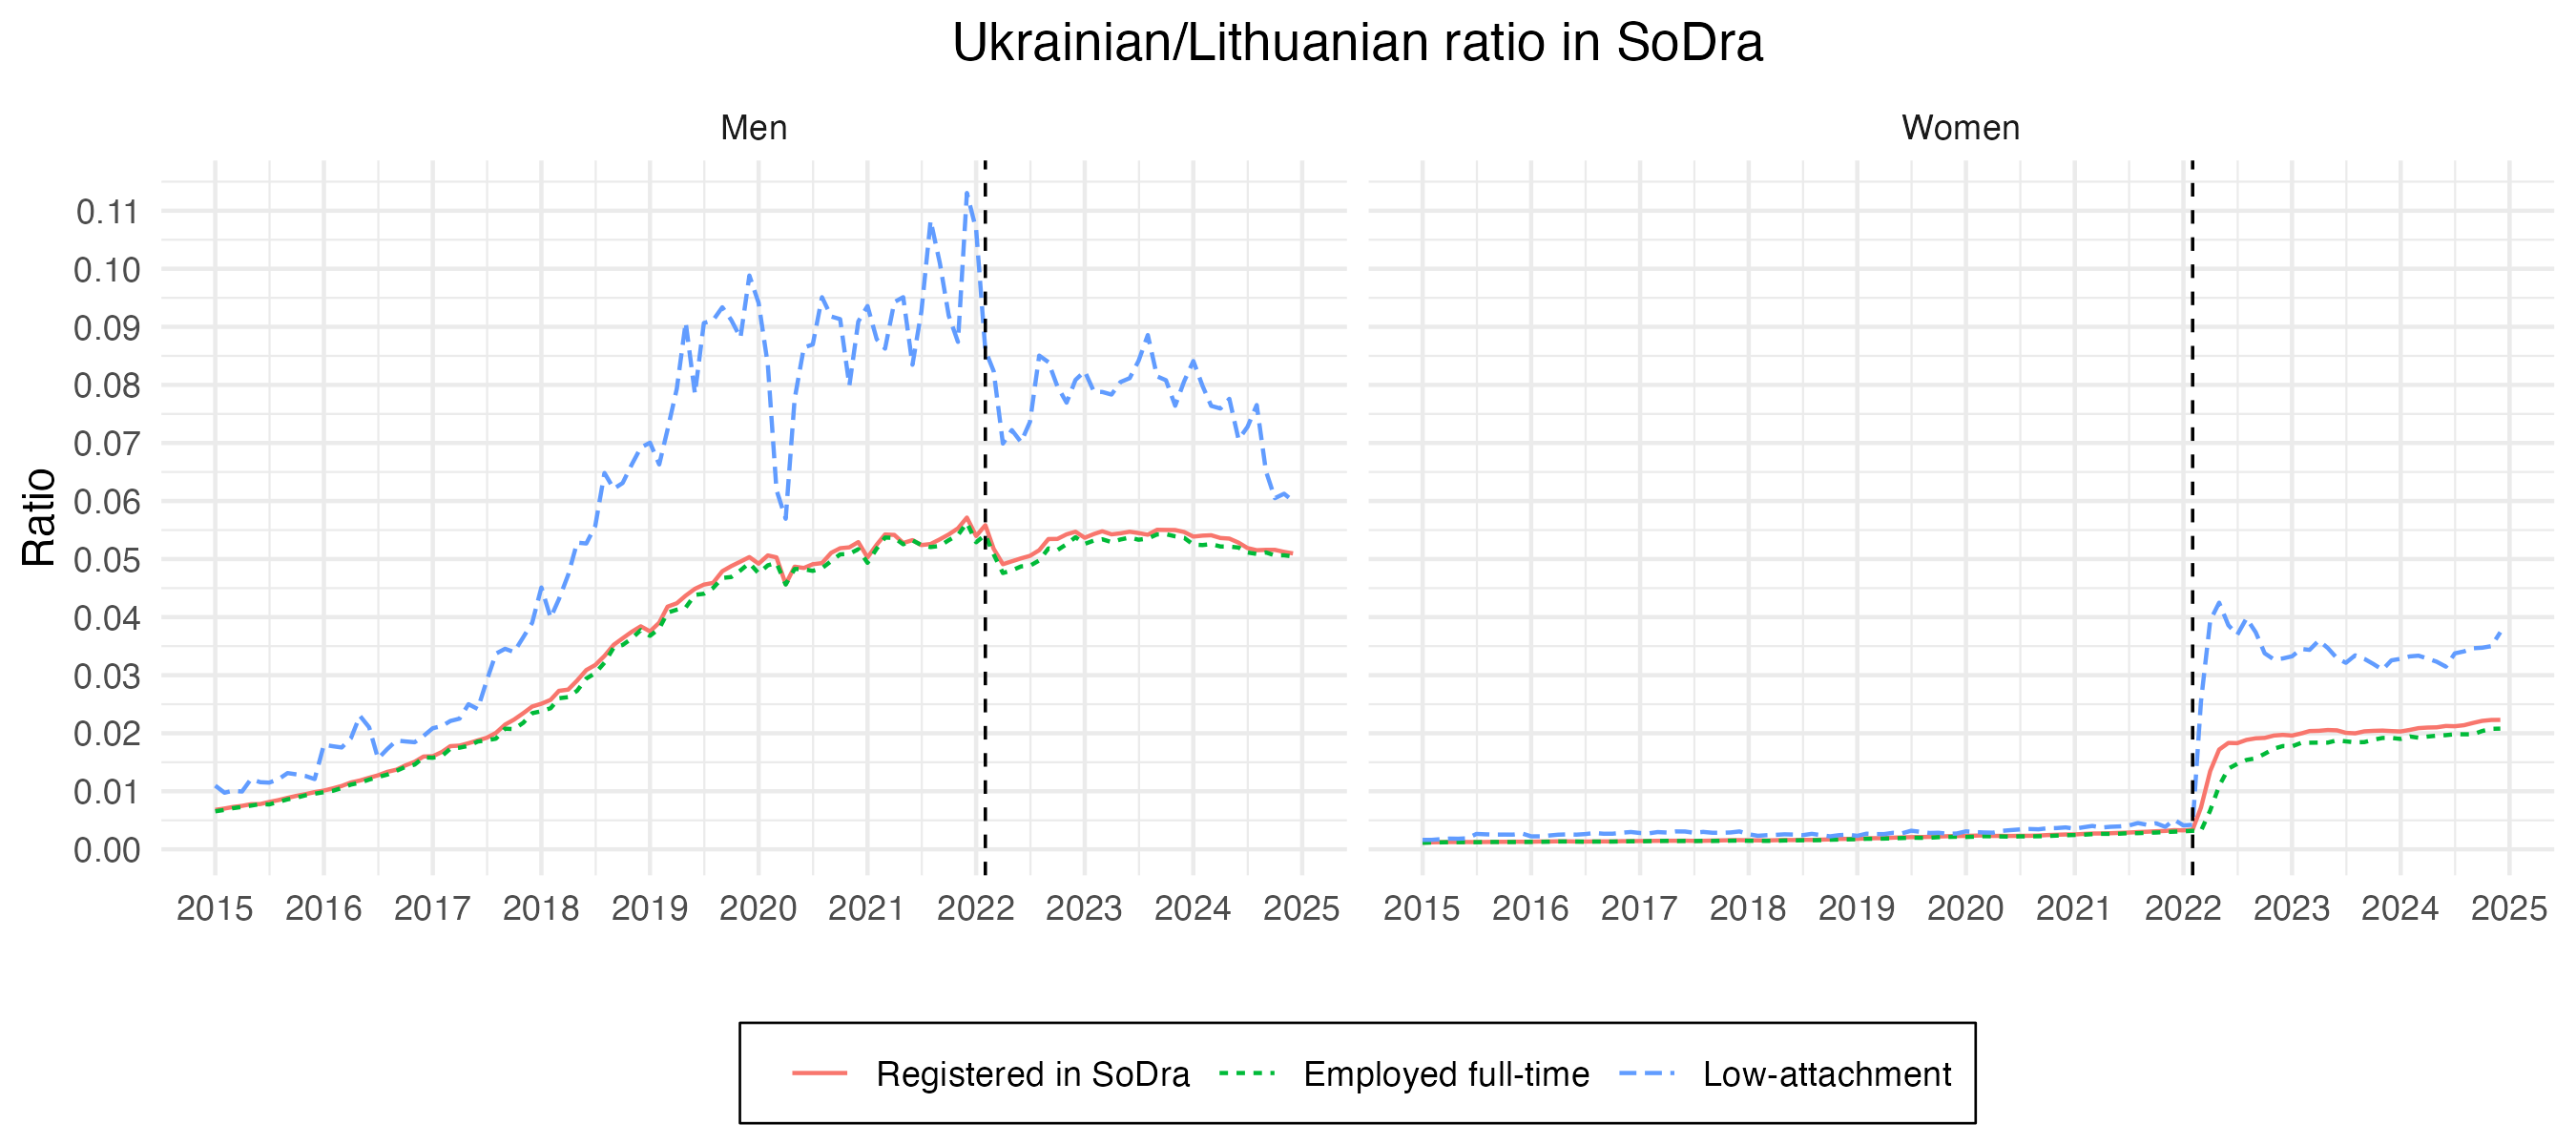 Ukrainian/Lithuanian ratio in SoDra
Men
Women
Ratio
0.11
0.10
0.09
0.08
0.07
0.06
0.05
0.04
0.03
0.02
0.01
0.00
2015 2016 2017 2018 2019 2020 2021 2022 2023 2024 2025
2015 2016 2017 2018 2019 2020 2021 2022 2023 2024 2025
Registered in SoDra Employed full-time Low-attachment